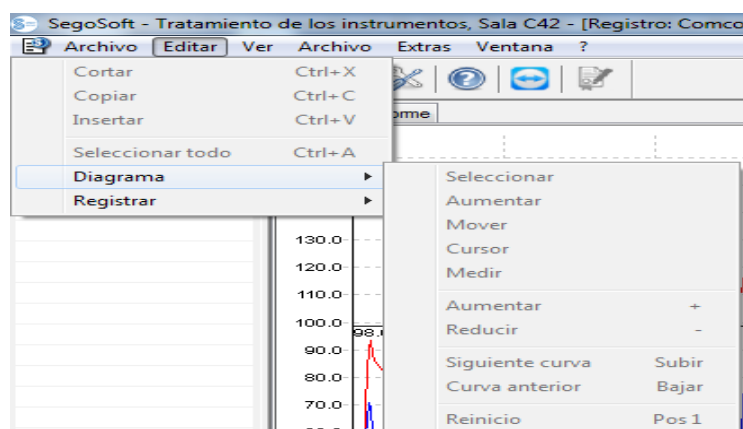 SegoSoft - Tratamiento de los instrumentos, Sala C42 - [Registro: Comco
Archivo Editar Ver Archivo Extras Ventana ?
Cortar Ctrl+X
Copiar Ctrl+C
Insertar Ctrl+V
Seleccionar todo Ctrl+A
Diagrama
Registrar
orme
Seleccionar
Aumentar
Mover
Cursor
Medir
Aumentar +
Reducir -
Siguiente curva Subir
Curva anterior Bajar
Reinicio Pos 1
130.0
120.0
110.0
100.0
90.0
80.0
70.0